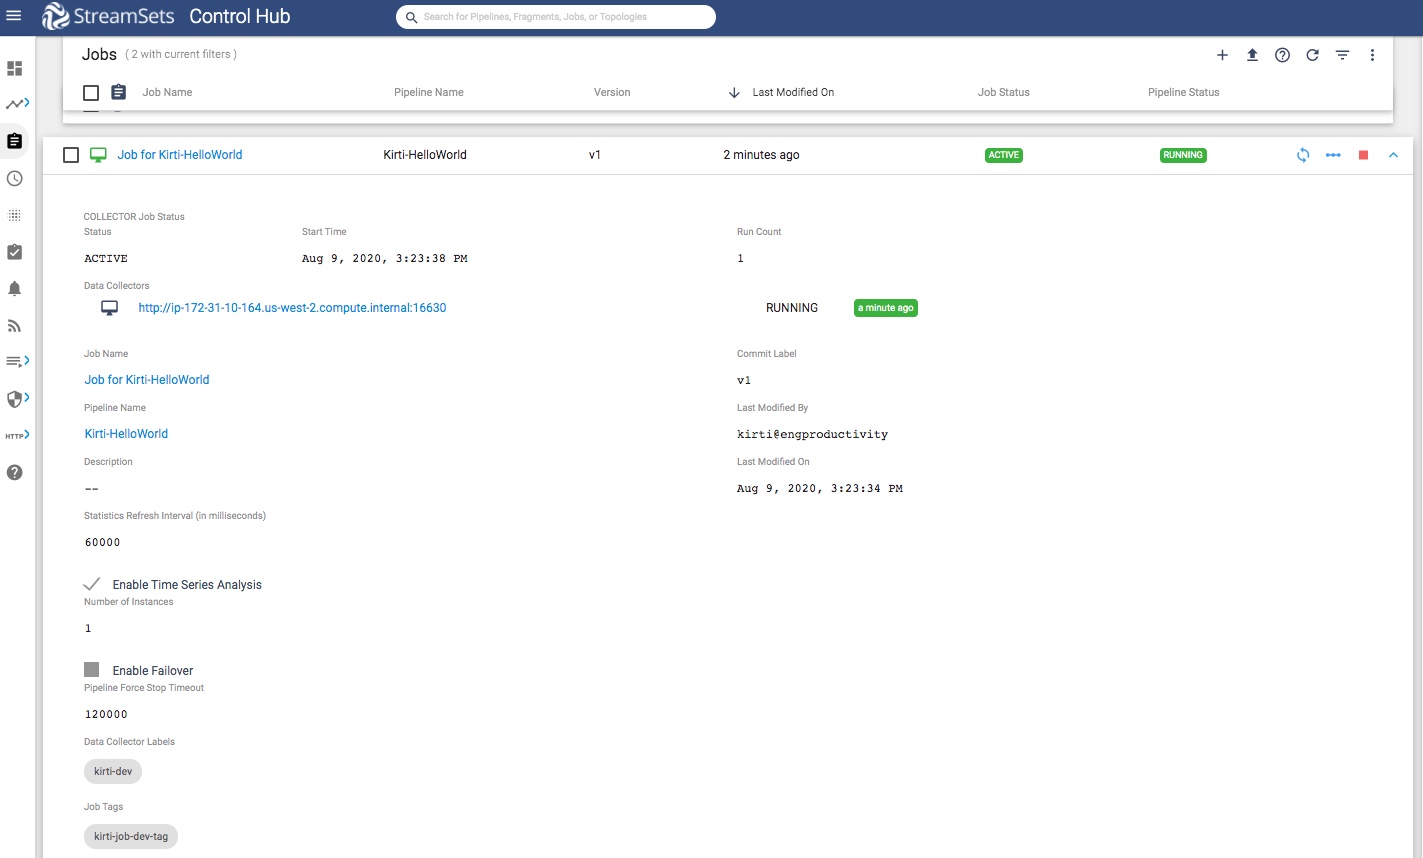 StreamSets Control Hub
Search for Pipelines, Fragments, Jobs, or Topologies
Jobs ( 2 with current filters )
Job Name Pipeline Name Version Last Modified On Job Status Pipeline Status
Job for Kirti-HelloWorld Kirti-HelloWorld v1 2 minutes ago ACTIVE RUNNING
COLLECTOR Job Status
Status Start Time Run Count
ACTIVE Aug 9, 2020, 3:23:38 PM 1
Data Collectors
http://ip-172-31-10-164.us-west-2.compute.internal:16630 RUNNING a minute ago
Job Name Commit Label
Job for Kirti-HelloWorld v1
Pipeline Name Last Modified By
Kirti-HelloWorld kirti@engproductivity
Description Last Modified On
-- Aug 9, 2020, 3:23:34 PM
Statistics Refresh Interval (in milliseconds)
60000
Enable Time Series Analysis
Number of Instances
1
Enable Failover
Pipeline Force Stop Timeout
120000
Data Collector Labels
kirti-dev
Job Tags
kirti-job-dev-tag
HTTP